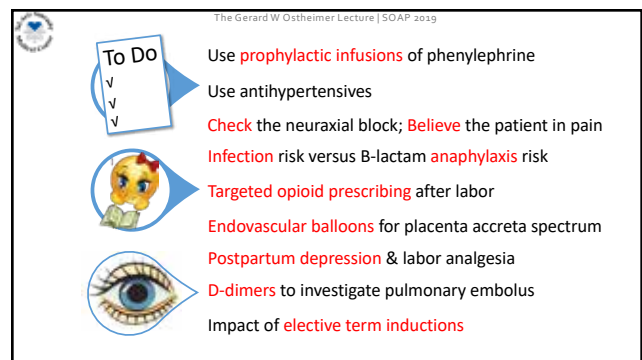 The Gerard W Ostheimer Lecture | SOAP 2019
To Do
√
√
√
Use prophylactic infusions of phenylephrine
Use antihypertensives
Check the neuraxial block; Believe the patient in pain
Infection risk versus B-lactam anaphylaxis risk
Targeted opioid prescribing after labor
Endovascular balloons for placenta accreta spectrum
Postpartum depression & labor analgesia
D-dimers to investigate pulmonary embolus
Impact of elective term inductions